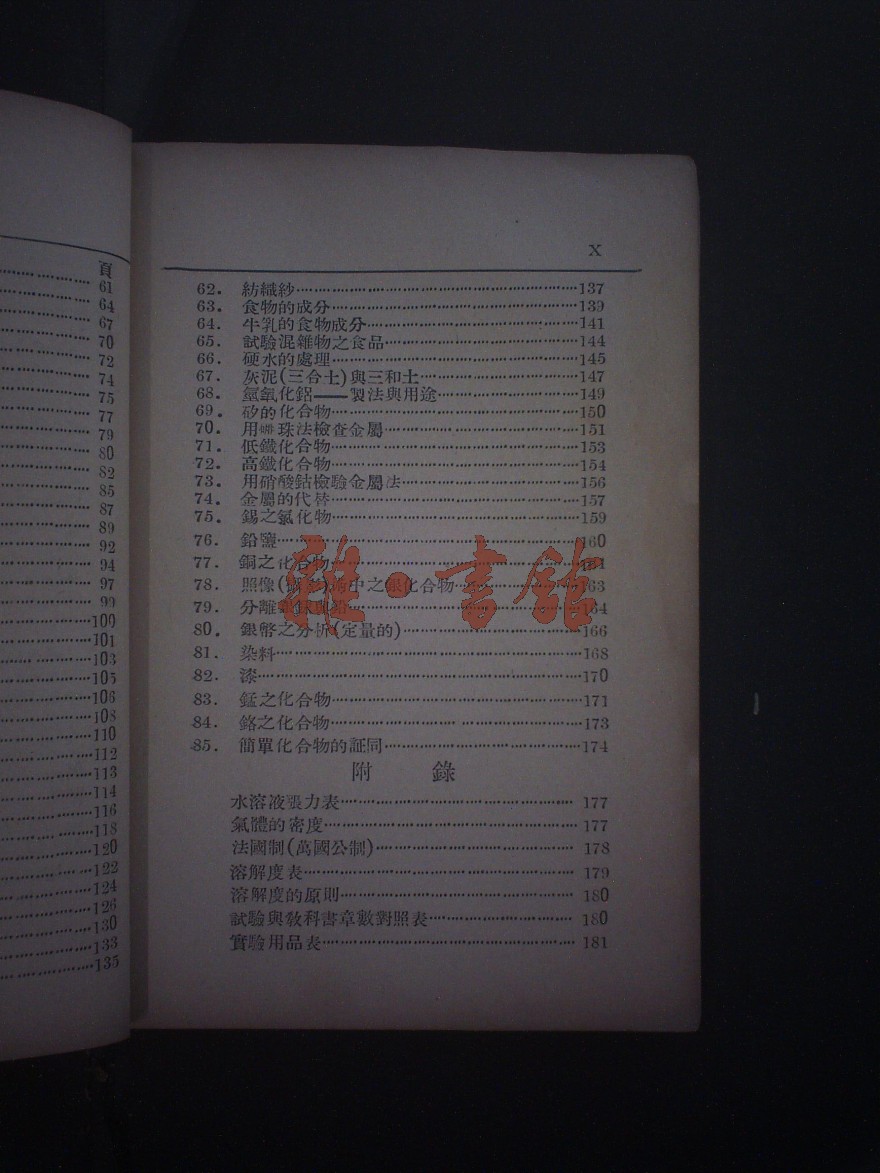 頁
61
64
67
70
72
74
75
77
79
80
82
85
87
89
92
94
97
99
100
101
103
105
106
108
110
112
113
114
116
118
120
122
124
126
130
133
135
X
62. 紡織紗 137
63. 食物的成分 139
64. 牛乳的食物成分 141
65. 試驗混雜物之食品 144
66. 硬水的處理 145
67. 灰泥(三合土)與三和土 147
68. 氫氧化鋁——製法與用途 149
69. 矽的化合物 150
70. 用硼珠法檢查金屬 151
71. 低鐵化合物 153
72. 高鐵化合物 154
73. 用硝酸鈷檢驗金屬法 156
74. 金屬的代替 157
75. 錫之氯化物 159
76. 鉛鹽 160
77. 銅之化合物 161
78. 照像 中之銀化合物 163
79. 分離 164
80. 銀幣之分析(定量的) 166
81. 染料 168
82. 漆 170
83. 錳之化合物 171
84. 鉻之化合物 173
85. 簡單化合物的証同 174
附錄
水溶液張力表 177
氣體的密度 177
法國制(萬國公制) 178
溶解度表 179
溶解度的原則 180
試驗與教科書章數對照表 180
實驗用品表 181
雜·書館